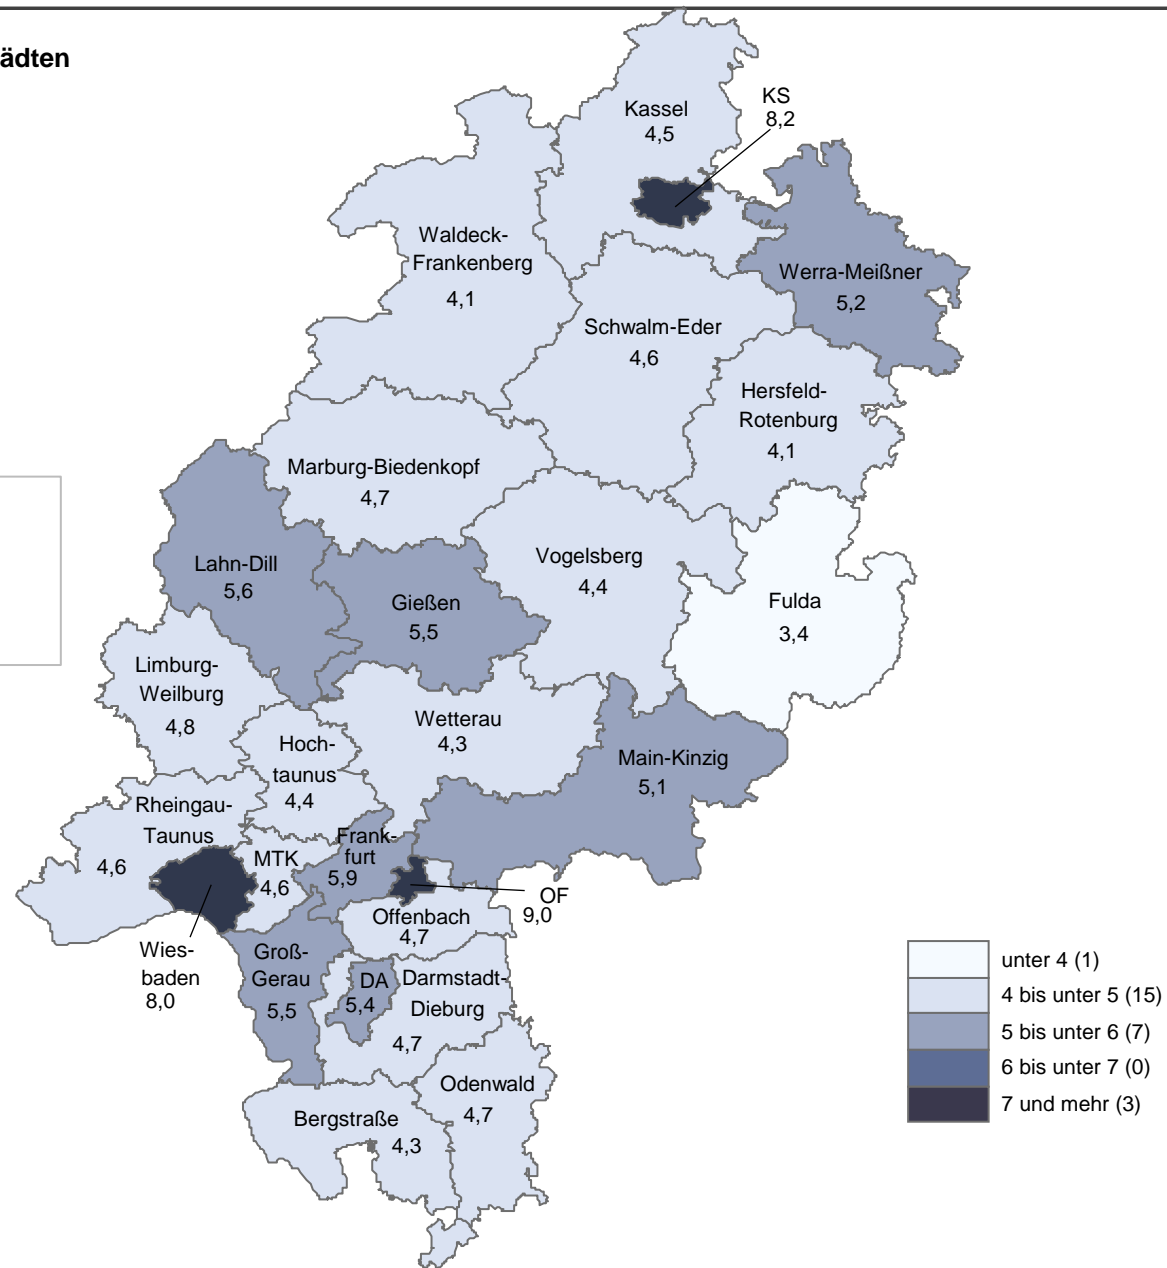 ädten
Kassel
4,5
KS
8,2
Waldeck-
Frankenberg
4,1
Werra-Meißner
5,2
Schwalm-Eder
4,6
Hersfeld-
Rotenburg
4,1
Marburg-Biedenkopf
4,7
Lahn-Dill
5,6
Gießen
5,5
Vogelsberg
4,4
Fulda
3,4
Limburg-
Weilburg
4,8
Wetterau
4,3
Hoch-
taunus
4,4
Main-Kinzig
5,1
Rheingau-
Taunus
4,6
MTK
4,6
Frank-
furt
5,9
OF
9,0
Offenbach
4,7
Wies-
baden
8,0
Groß-
Gerau
5,5
DA
5,4
Darmstadt-
Dieburg
4,7
Odenwald
4,7
Bergstraße
4,3
unter 4 (1)
4 bis unter 5 (15)
5 bis unter 6 (7)
6 bis unter 7 (0)
7 und mehr (3)